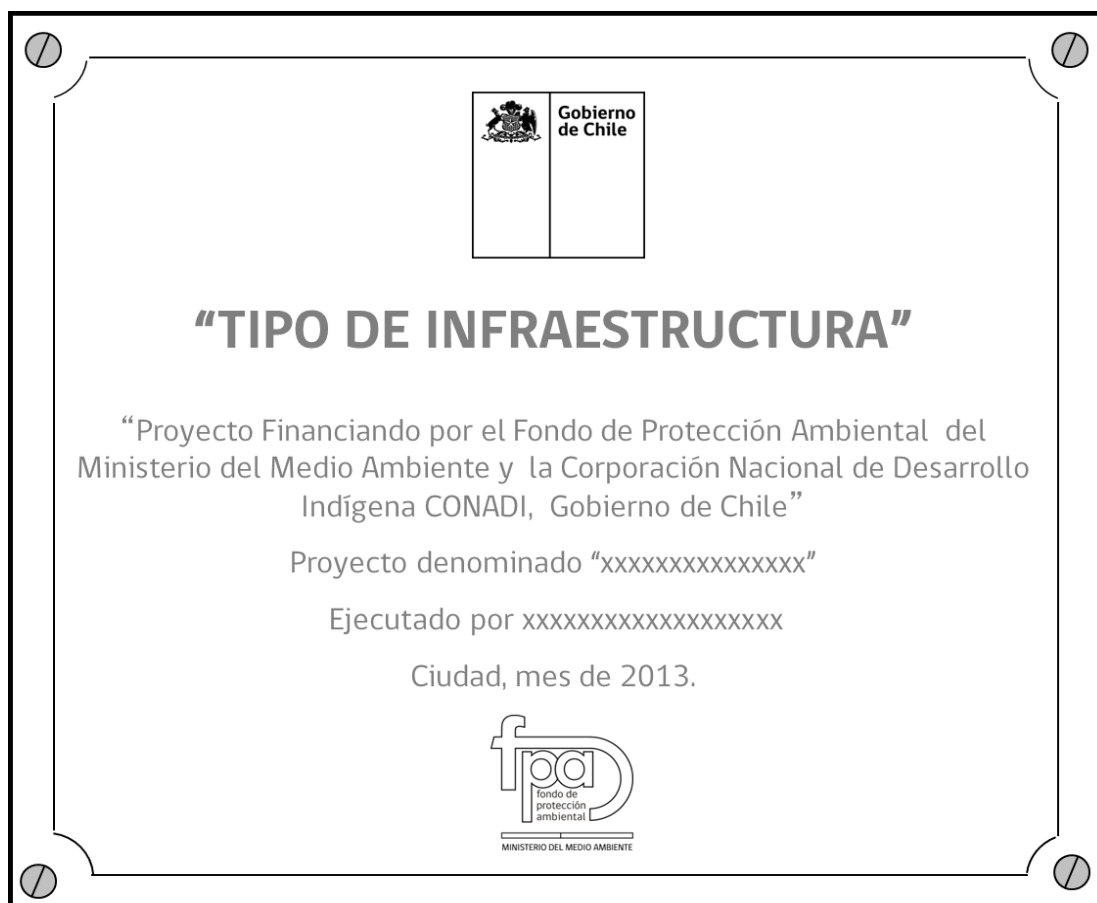 Gobierno
de Chile
“TIPO DE INFRAESTRUCTURA”
“Proyecto Financiando por el Fondo de Protección Ambiental  del
Ministerio del Medio Ambiente y  la Corporación Nacional de Desarrollo
Indígena CONADI,  Gobierno de Chile”
Proyecto denominado “xxxxxxxxxxxxxxx”
Ejecutado por xxxxxxxxxxxxxxxxxxx
Ciudad, mes de 2013.
fpa
fondo de
protección
ambiental
MINISTERIO DEL MEDIO AMBIENTE